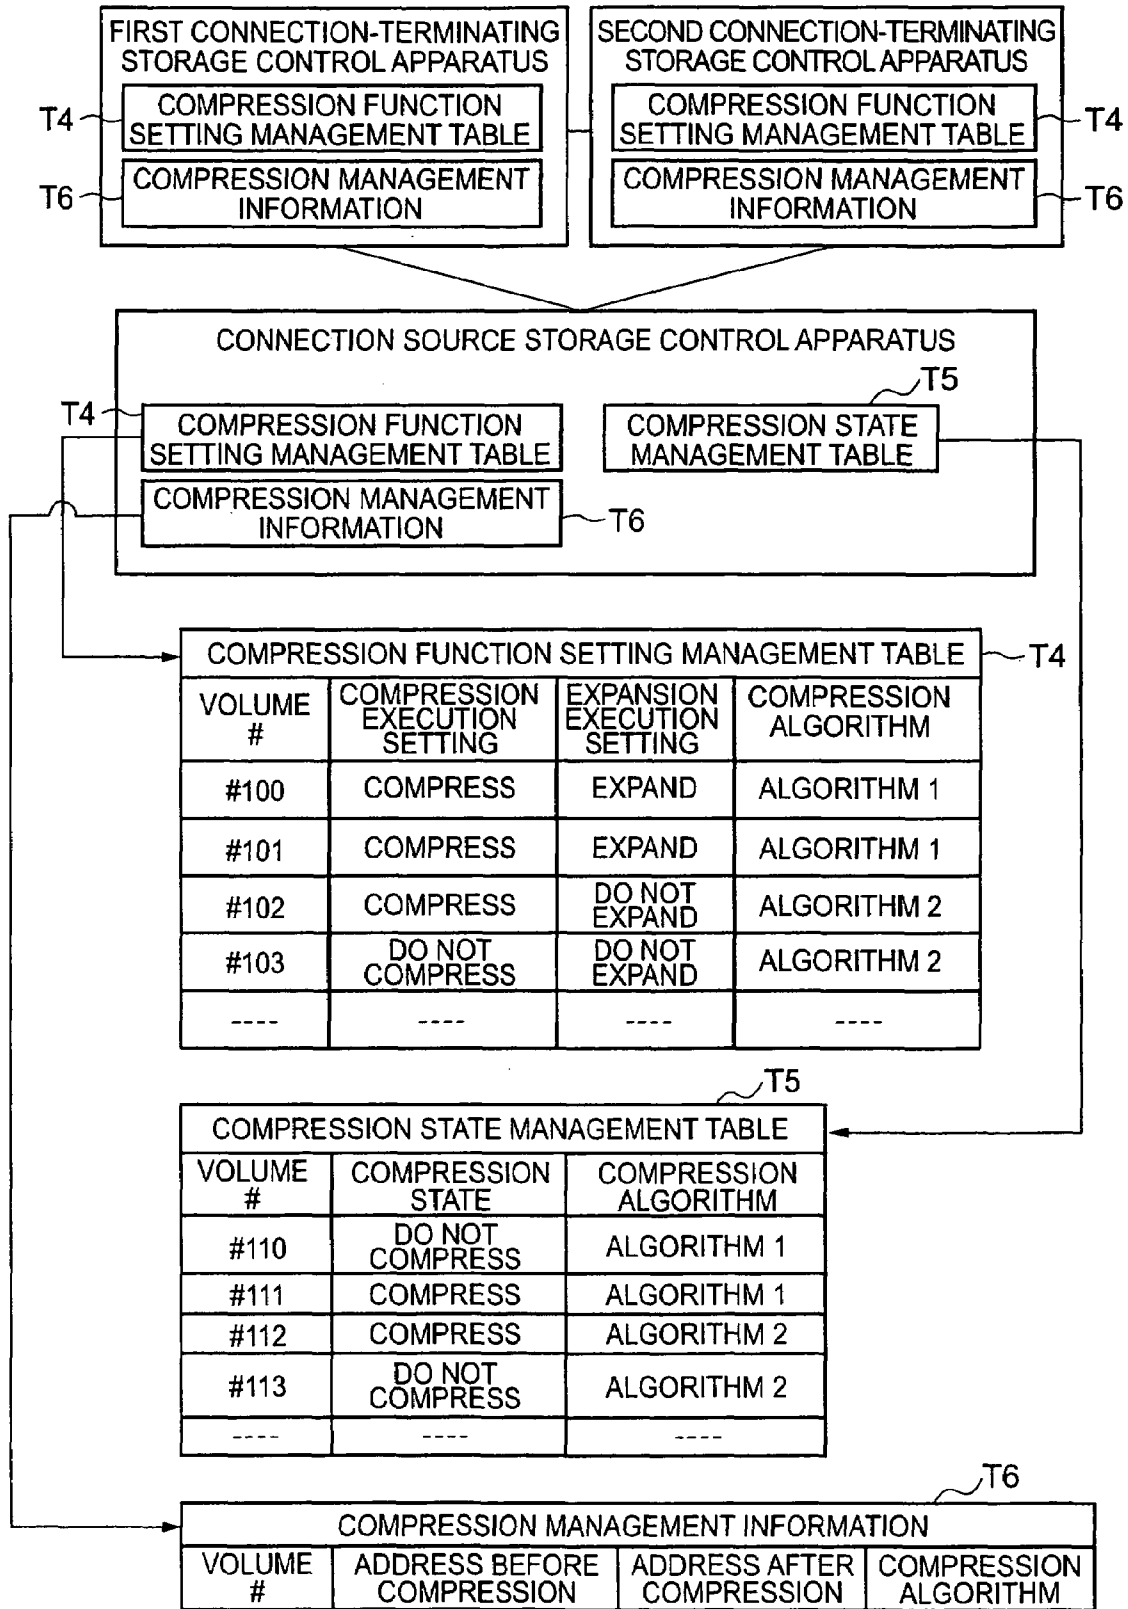 FIRST CONNECTION-TERMINATING
STORAGE CONTROL APPARATUS
T4
COMPRESSION FUNCTION
SETTING MANAGEMENT TABLE
T6
COMPRESSION MANAGEMENT
INFORMATION
SECOND CONNECTION-TERMINATING
STORAGE CONTROL APPARATUS
COMPRESSION FUNCTION
SETTING MANAGEMENT TABLE
T4
COMPRESSION MANAGEMENT
INFORMATION
T6
CONNECTION SOURCE STORAGE CONTROL APPARATUS
T4
COMPRESSION FUNCTION
SETTING MANAGEMENT TABLE
T5
COMPRESSION STATE
MANAGEMENT TABLE
COMPRESSION MANAGEMENT
INFORMATION
T6
COMPRESSION FUNCTION SETTING MANAGEMENT TABLE
T4
VOLUME
#
COMPRESSION
EXECUTION
SETTING
EXPANSION
EXECUTION
SETTING
COMPRESSION
ALGORITHM
#100
COMPRESS
EXPAND
ALGORITHM 1
#101
COMPRESS
EXPAND
ALGORITHM 1
#102
COMPRESS
DO NOT
EXPAND
ALGORITHM 2
#103
DO NOT
COMPRESS
DO NOT
EXPAND
ALGORITHM 2
----
----
----
----
T5
COMPRESSION STATE MANAGEMENT TABLE
VOLUME
#
COMPRESSION
STATE
COMPRESSION
ALGORITHM
#110
DO NOT
COMPRESS
ALGORITHM 1
#111
COMPRESS
ALGORITHM 1
#112
COMPRESS
ALGORITHM 2
#113
DO NOT
COMPRESS
ALGORITHM 2
----
----
----
T6
COMPRESSION MANAGEMENT INFORMATION
VOLUME
#
ADDRESS BEFORE
COMPRESSION
ADDRESS AFTER
COMPRESSION
COMPRESSION
ALGORITHM